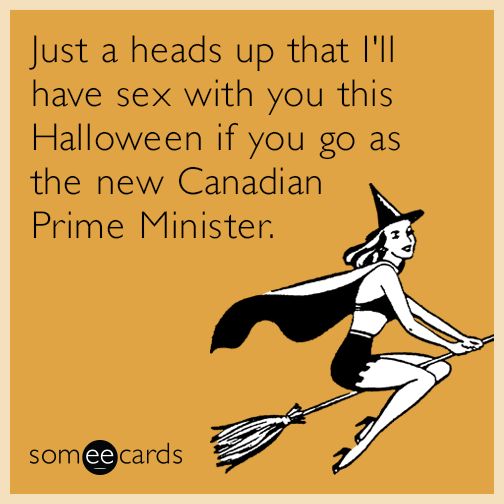 Just a heads up that I'll
have sex with you this
Halloween if you go as
the new Canadian
Prime Minister.
someecards